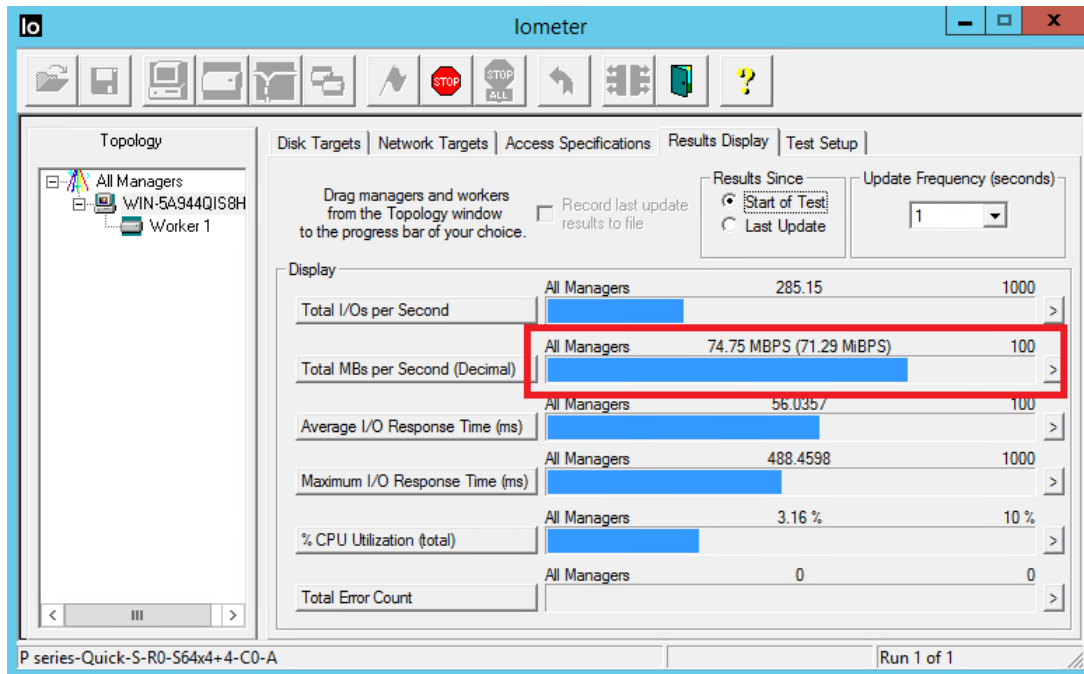 Io
Iometer
STOP
STOP ALL
Topology
All Managers
WIN-5A944QIS8H
Worker 1
Disk Targets
Network Targets
Access Specifications
Results Display
Test Setup
Drag managers and workers
from the Topology window
to the progress bar of your choice.
Record last update
results to file
Results Since
Start of Test
Last Update
Update Frequency (seconds)
1
Display
All Managers 285.15 1000
Total I/Os per Second >
All Managers 74.75 MBPS (71.29 MiBPS) 100
Total MBs per Second (Decimal) >
All Managers 56.0357 100
Average I/O Response Time (ms) >
All Managers 488.4598 1000
Maximum I/O Response Time (ms) >
All Managers 3.16 % 10 %
% CPU Utilization (total) >
All Managers 0 0
Total Error Count >
P series-Quick-S-R0-S64x4+4-C0-A
Run 1 of 1